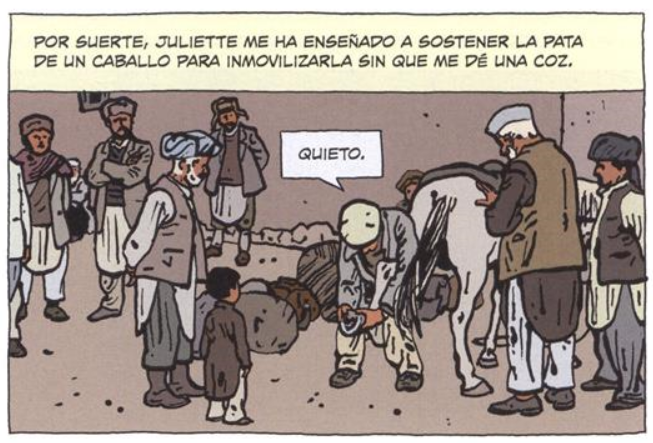 POR SUERTE, JULIETTE ME HA ENSEÑADO A SOSTENER LA PATA
DE UN CABALLO PARA INMOVILIZARLA SIN QUE ME DÉ UNA COZ.
QUIETO.